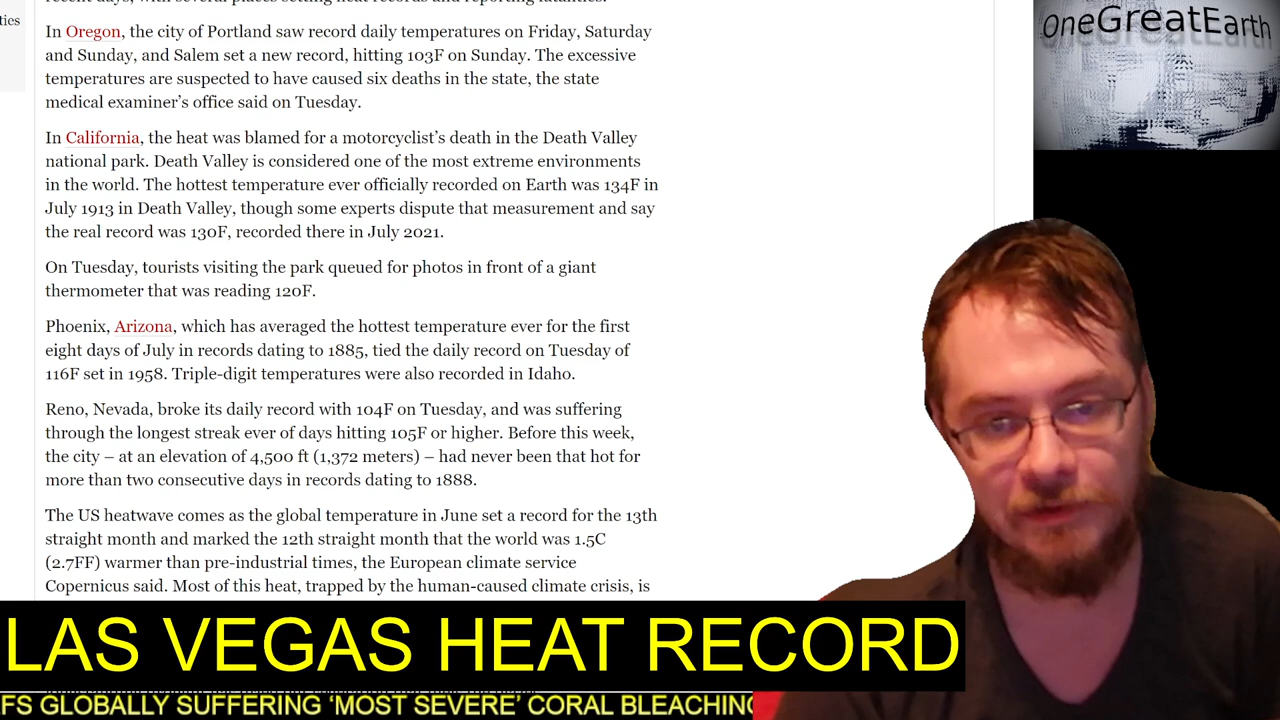 ties
In Oregon, the city of Portland saw record daily temperatures on Friday, Saturday
and Sunday, and Salem set a new record, hitting 103F on Sunday. The excessive
temperatures are suspected to have caused six deaths in the state, the state
medical examiner’s office said on Tuesday.
In California, the heat was blamed for a motorcyclist’s death in the Death Valley
national park. Death Valley is considered one of the most extreme environments
in the world. The hottest temperature ever officially recorded on Earth was 134F in
July 1913 in Death Valley, though some experts dispute that measurement and say
the real record was 130F, recorded there in July 2021.
On Tuesday, tourists visiting the park queued for photos in front of a giant
thermometer that was reading 120F.
Phoenix, Arizona, which has averaged the hottest temperature ever for the first
eight days of July in records dating to 1885, tied the daily record on Tuesday of
116F set in 1958. Triple-digit temperatures were also recorded in Idaho.
Reno, Nevada, broke its daily record with 104F on Tuesday, and was suffering
through the longest streak ever of days hitting 105F or higher. Before this week,
the city – at an elevation of 4,500 ft (1,372 meters) – had never been that hot for
more than two consecutive days in records dating to 1888.
The US heatwave comes as the global temperature in June set a record for the 13th
straight month and marked the 12th straight month that the world was 1.5C
(2.7FF) warmer than pre-industrial times, the European climate service
Copernicus said. Most of this heat, trapped by the human-caused climate crisis, is
OneGreatEarth
LAS VEGAS HEAT RECORD
FS GLOBALLY SUFFERING ‘MOST SEVERE’ CORAL BLEACHING